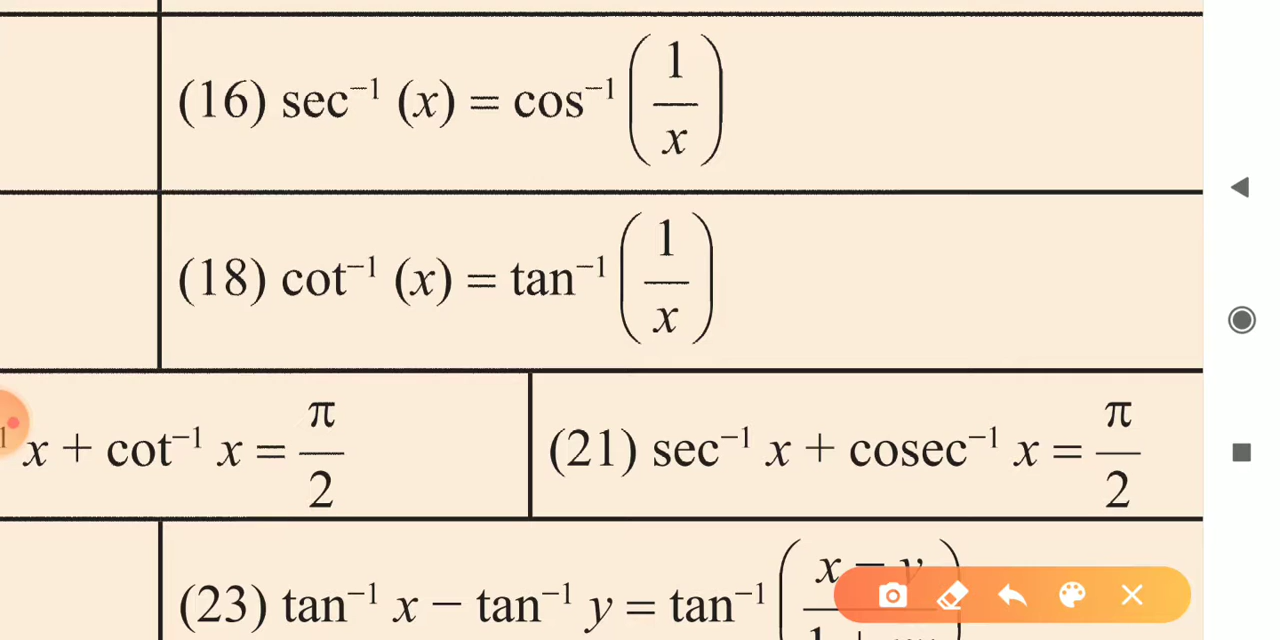 (16) sec⁻¹ (x) = cos⁻¹ (1/x)
(18) cot⁻¹ (x) = tan⁻¹ (1/x)
x + cot⁻¹ x = π/2
(21) sec⁻¹ x + cosec⁻¹ x = π/2
(23) tan⁻¹ x − tan⁻¹ y = tan⁻¹ (x − y